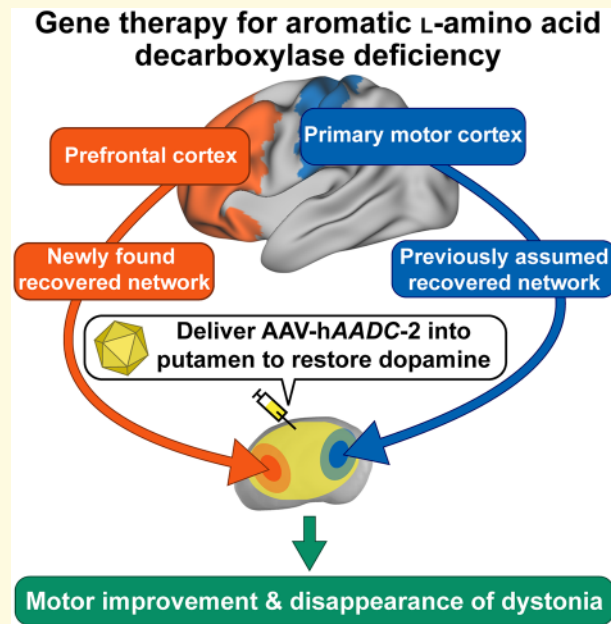 Gene therapy for aromatic L-amino acid
decarboxylase deficiency
Prefrontal cortex
Primary motor cortex
Newly found
recovered network
Previously assumed
recovered network
Deliver AAV-hAADC-2 into
putamen to restore dopamine
Motor improvement & disappearance of dystonia